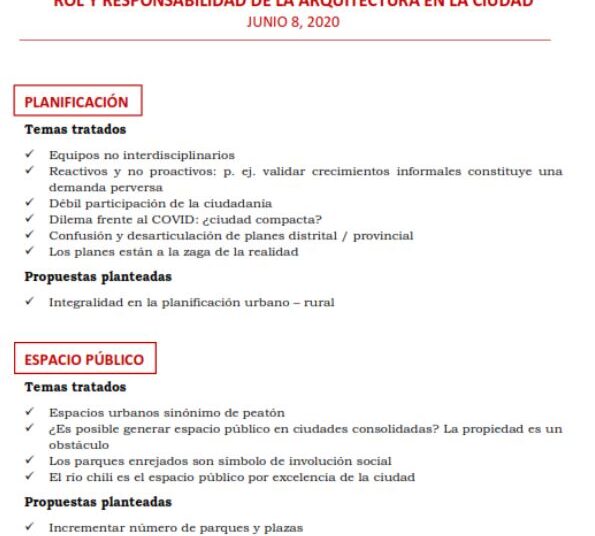 ROL Y RESPONSABILIDAD DE LA ARQUITECTURA EN LA CIUDAD
JUNIO 8, 2020
PLANIFICACIÓN
Temas tratados
✓ Equipos no interdisciplinarios
✓ Reactivos y no proactivos: p. ej. validar crecimientos informales constituye una
demanda perversa
✓ Débil participación de la ciudadanía
✓ Dilema frente al COVID: ¿ciudad compacta?
✓ Confusión y desarticulación de planes distrital / provincial
✓ Los planes están a la zaga de la realidad
Propuestas planteadas
✓ Integralidad en la planificación urbano – rural
ESPACIO PÚBLICO
Temas tratados
✓ Espacios urbanos sinónimo de peatón
✓ ¿Es posible generar espacio público en ciudades consolidadas? La propiedad es un
obstáculo
✓ Los parques enrejados son símbolo de involución social
✓ El río chili es el espacio público por excelencia de la ciudad
Propuestas planteadas
✓ Incrementar número de parques y plazas